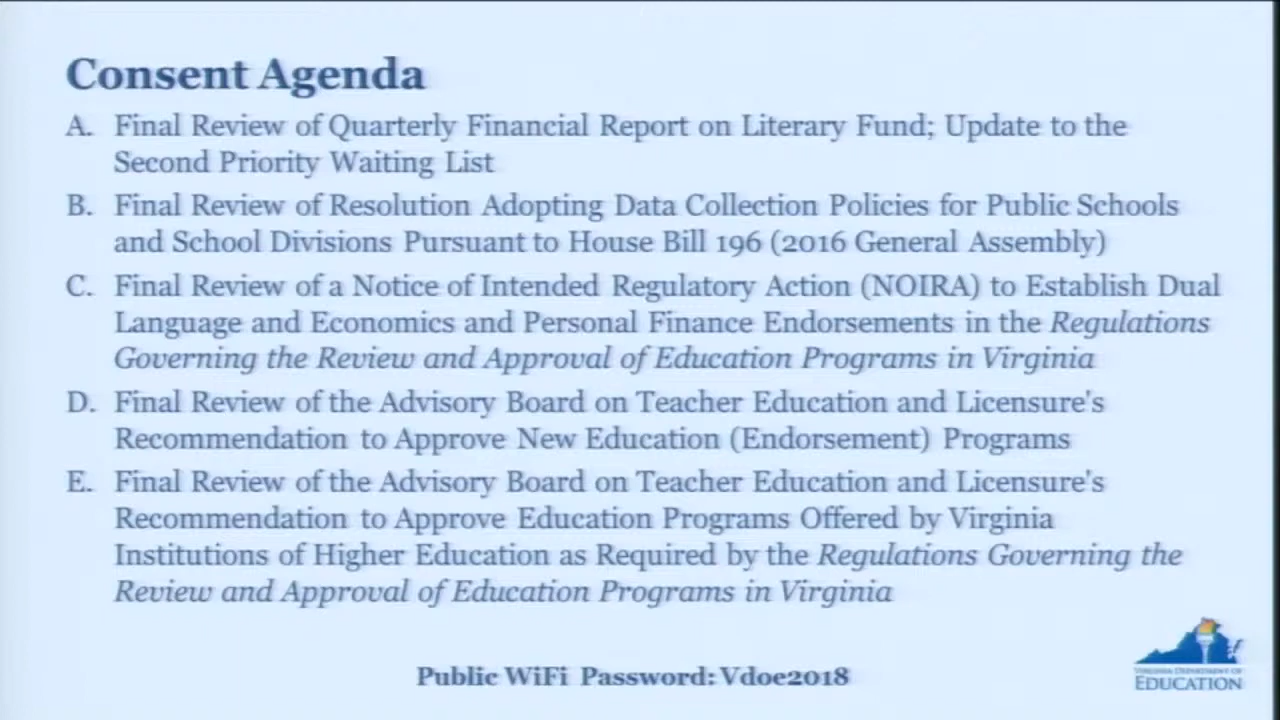 Consent Agenda
A. Final Review of Quarterly Financial Report on Literary Fund; Update to the
Second Priority Waiting List
B. Final Review of Resolution Adopting Data Collection Policies for Public Schools
and School Divisions Pursuant to House Bill 196 (2016 General Assembly)
C. Final Review of a Notice of Intended Regulatory Action (NOIRA) to Establish Dual
Language and Economics and Personal Finance Endorsements in the Regulations
Governing the Review and Approval of Education Programs in Virginia
D. Final Review of the Advisory Board on Teacher Education and Licensure's
Recommendation to Approve New Education (Endorsement) Programs
E. Final Review of the Advisory Board on Teacher Education and Licensure's
Recommendation to Approve Education Programs Offered by Virginia
Institutions of Higher Education as Required by the Regulations Governing the
Review and Approval of Education Programs in Virginia
Public WiFi Password: Vdoe2018
VIRGINIA DEPARTMENT OF
EDUCATION